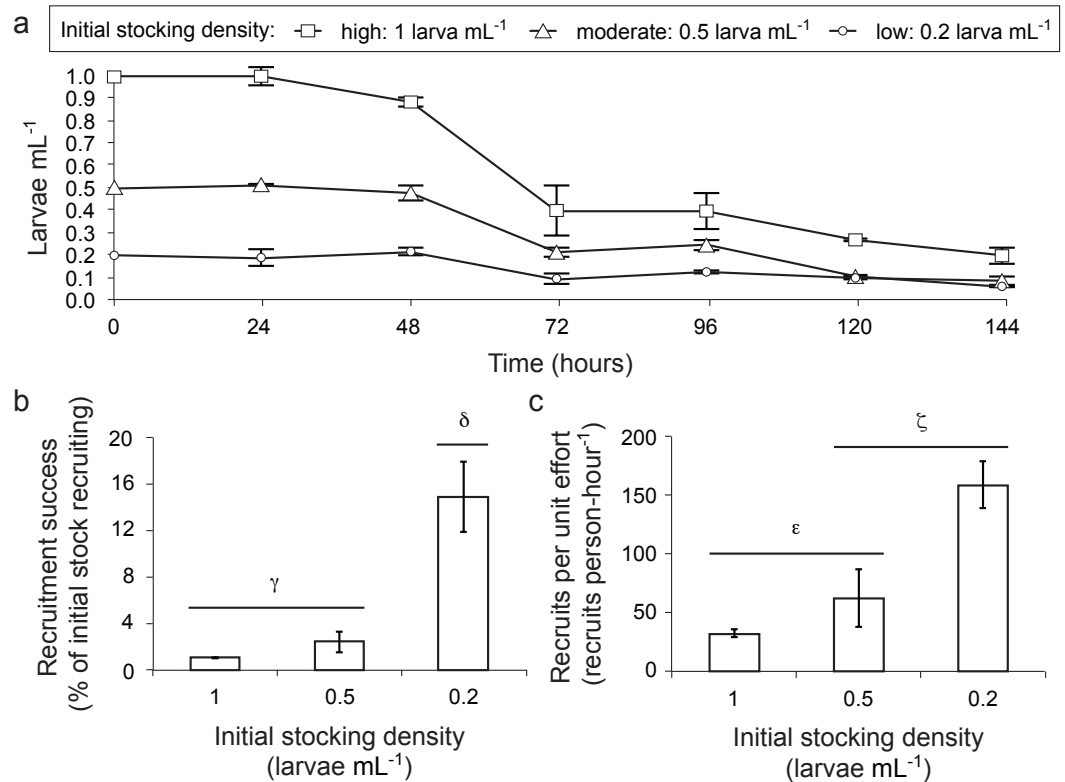 a
Initial stocking density: high: 1 larva mL⁻¹ moderate: 0.5 larva mL⁻¹ low: 0.2 larva mL⁻¹
Larvae mL⁻¹
1.0
0.9
0.8
0.7
0.6
0.5
0.4
0.3
0.2
0.1
0.0
0 24 48 72 96 120 144
Time (hours)
b
Recruitment success
(% of initial stock recruiting)
20
16
12
8
4
0
γ
δ
1 0.5 0.2
Initial stocking density
(larvae mL⁻¹)
c
Recruits per unit effort
(recruits person-hour⁻¹)
200
150
100
50
0
ε
ζ
1 0.5 0.2
Initial stocking density
(larvae mL⁻¹)